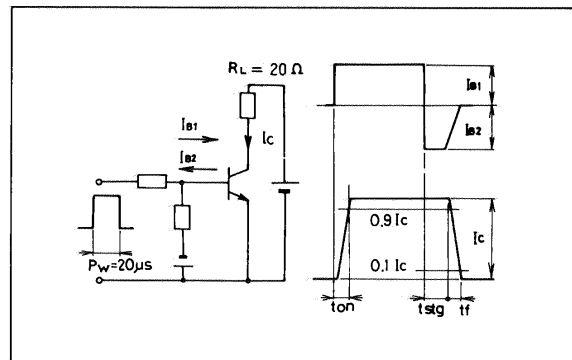 RL = 20 Ω
IB1
IB2
Ic
PW=20μs
IB1
IB2
0.9 Ic
Ic
0.1 Ic
ton
tstg
tf